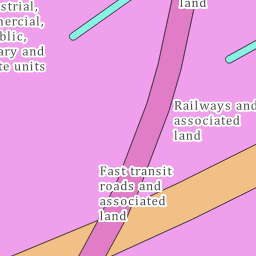 land
strial,
mercial,
blic,
ary and
te units
Railways and
associated
land
Fast transit
roads and
associated
land